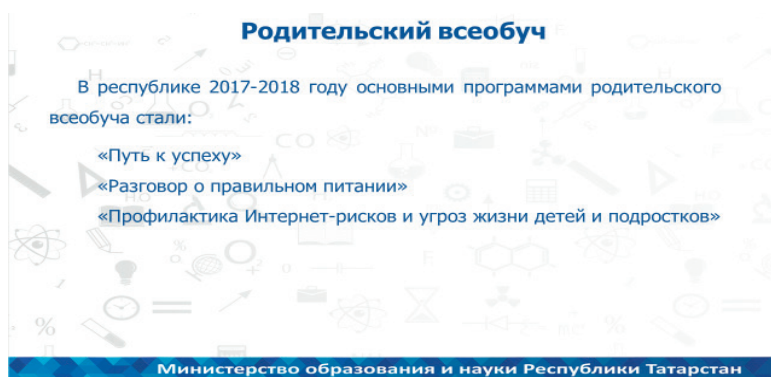 Родительский всеобуч
В республике 2017-2018 году основными программами родительского
всеобуча стали:
«Путь к успеху»
«Разговор о правильном питании»
«Профилактика Интернет-рисков и угроз жизни детей и подростков»
Министерство образования и науки Республики Татарстан